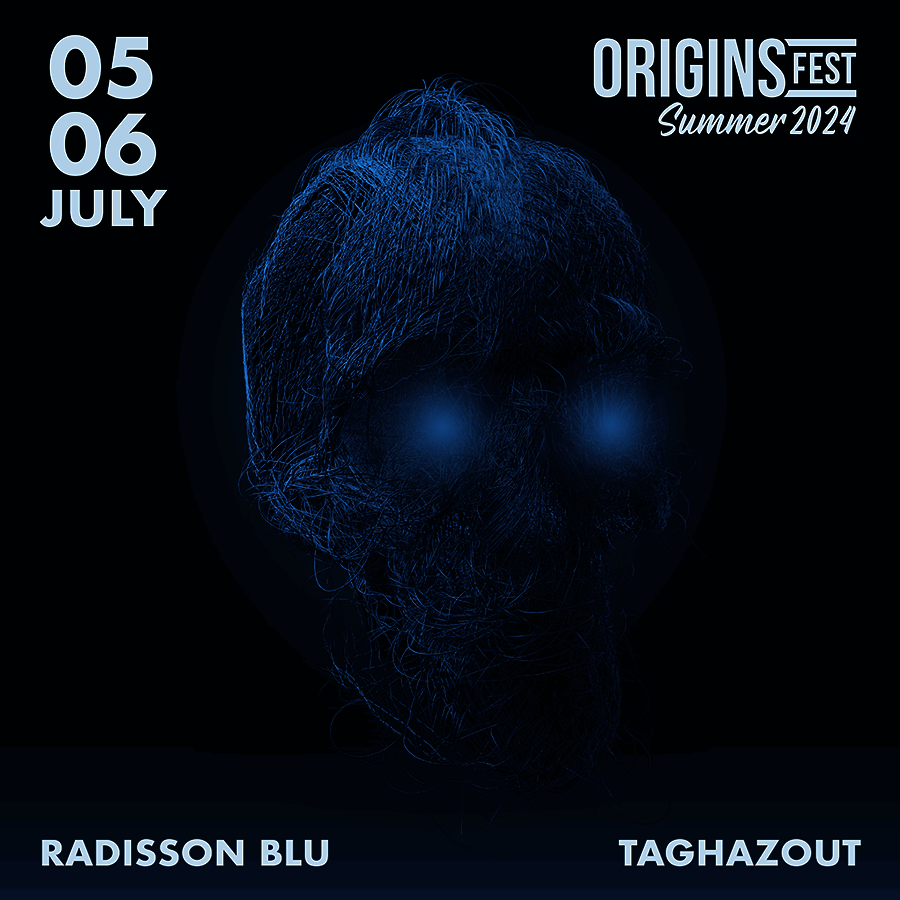 05
06
JULY
ORIGINS FEST
Summer 2024
RADISSON BLU
TAGHAZOUT